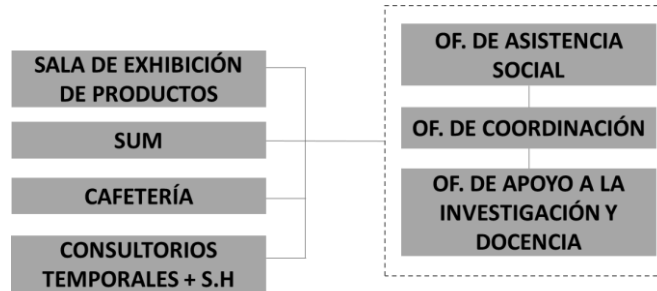 SALA DE EXHIBICIÓN
DE PRODUCTOS
SUM
CAFETERÍA
CONSULTORIOS
TEMPORALES + S.H
OF. DE ASISTENCIA
SOCIAL
OF. DE COORDINACIÓN
OF. DE APOYO A LA
INVESTIGACIÓN Y
DOCENCIA